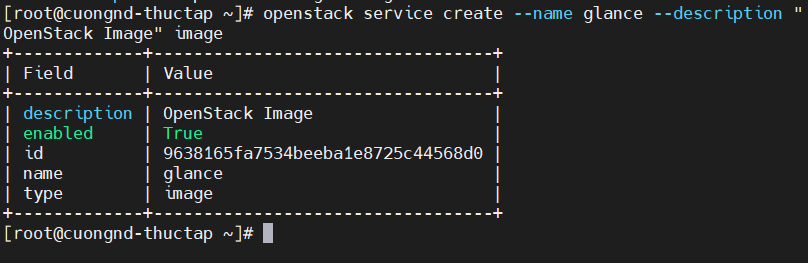 [root@cuongnd-thuctap ~]# openstack service create --name glance --description "
OpenStack Image" image
+-------------+----------------------------------+
| Field       | Value                            |
+-------------+----------------------------------+
| description | OpenStack Image                  |
| enabled     | True                             |
| id          | 9638165fa7534beeba1e8725c44568d0 |
| name        | glance                           |
| type        | image                            |
+-------------+----------------------------------+
[root@cuongnd-thuctap ~]#